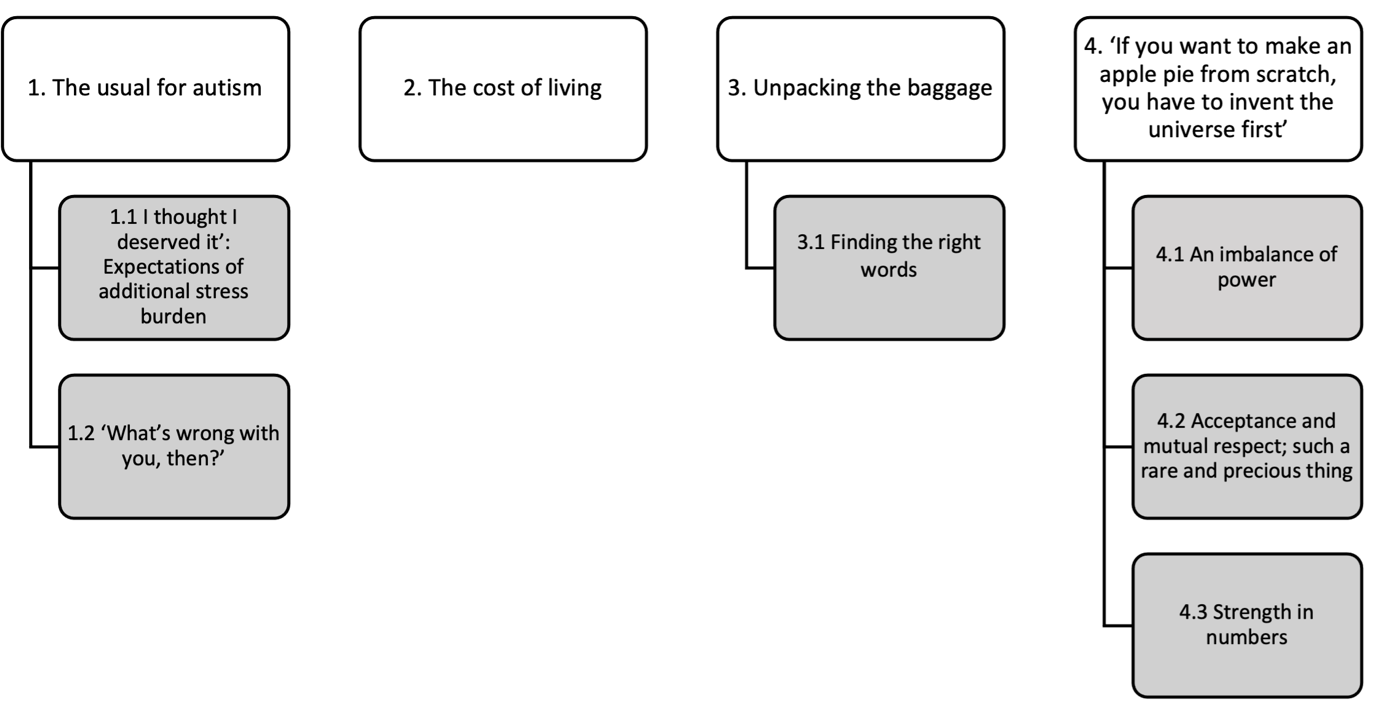 1. The usual for autism
1.1 I thought I
deserved it’:
Expectations of
additional stress
burden
1.2 ‘What’s wrong with
you, then?’
2. The cost of living
3. Unpacking the baggage
3.1 Finding the right
words
4. ‘If you want to make an
apple pie from scratch,
you have to invent the
universe first’
4.1 An imbalance of
power
4.2 Acceptance and
mutual respect; such a
rare and precious thing
4.3 Strength in
numbers